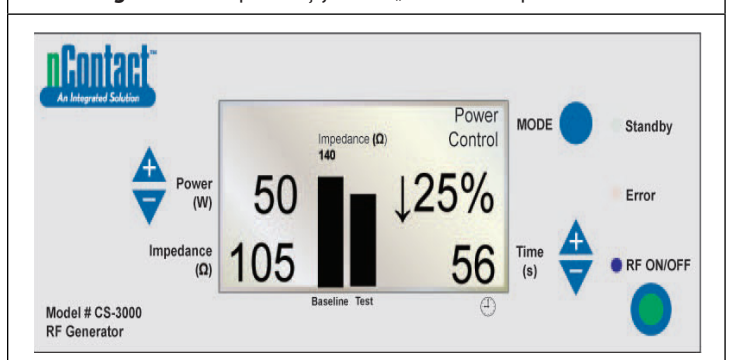 nContact™
An Integrated Solution
Power
Control
Impedance (Ω)
140
MODE
Standby
Power
(W)
50
↓25%
Error
Impedance
(Ω)
105
56
Time
(s)
RF ON/OFF
Baseline Test
Model # CS-3000
RF Generator